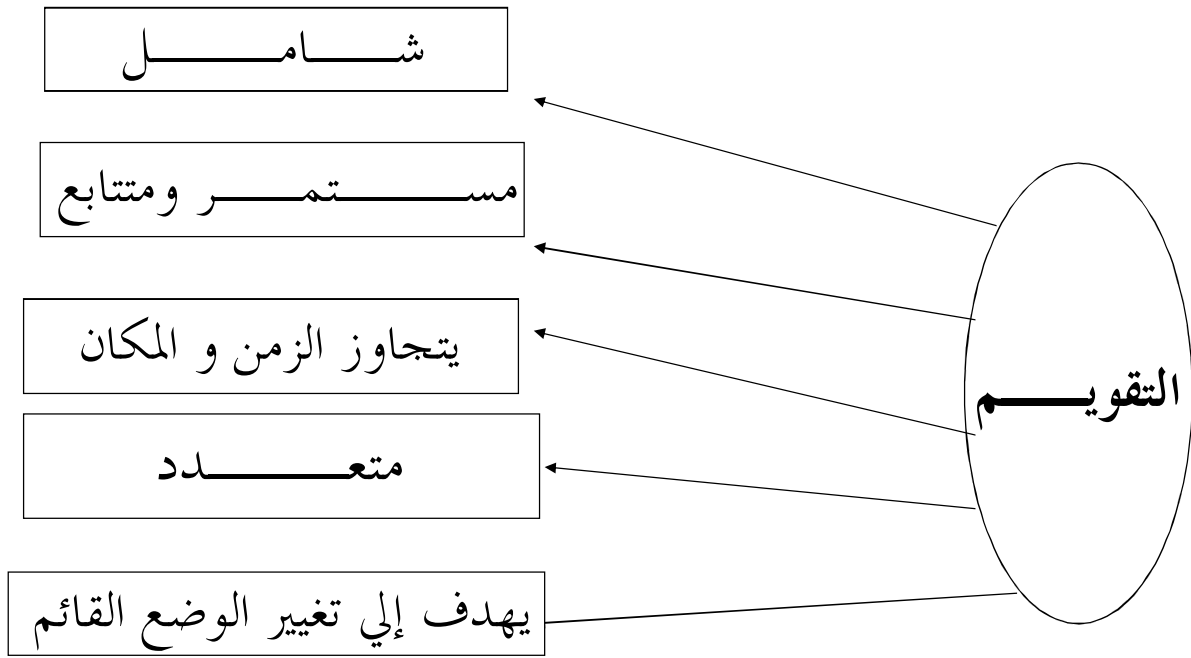 شامل
مستمر ومتتابع
يتجاوز الزمن و المكان
التقويم
متعدد
يهدف إلي تغيير الوضع القائم